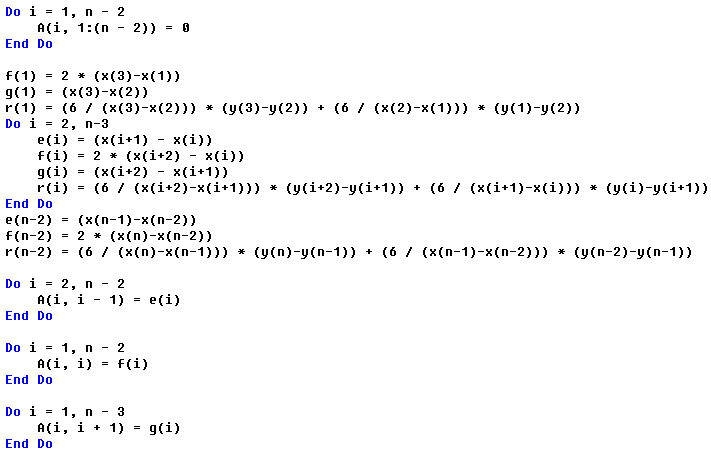 Do i = 1, n - 2
    A(i, 1:(n - 2)) = 0
End Do

f(1) = 2 * (x(3)-x(1))
g(1) = (x(3)-x(2))
r(1) = (6 / (x(3)-x(2))) * (y(3)-y(2)) + (6 / (x(2)-x(1))) * (y(1)-y(2))
Do i = 2, n-3
    e(i) = (x(i+1) - x(i))
    f(i) = 2 * (x(i+2) - x(i))
    g(i) = (x(i+2) - x(i+1))
    r(i) = (6 / (x(i+2)-x(i+1))) * (y(i+2)-y(i+1)) + (6 / (x(i+1)-x(i))) * (y(i)-y(i+1))
End Do
e(n-2) = (x(n-1)-x(n-2))
f(n-2) = 2 * (x(n)-x(n-2))
r(n-2) = (6 / (x(n)-x(n-1))) * (y(n)-y(n-1)) + (6 / (x(n-1)-x(n-2))) * (y(n-2)-y(n-1))

Do i = 2, n - 2
    A(i, i - 1) = e(i)
End Do

Do i = 1, n - 2
    A(i, i) = f(i)
End Do

Do i = 1, n - 3
    A(i, i + 1) = g(i)
End Do